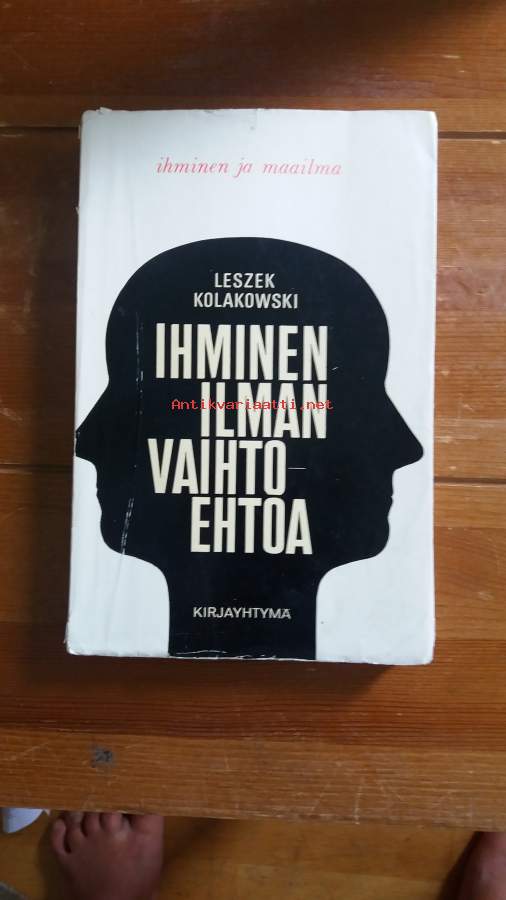 ihminen ja maailma
LESZEK
KOLAKOWSKI
IHMINEN
Antikvariaatti.net
ILMAN
VAIHTO-
EHTOA
KIRJAYHTYMÄ